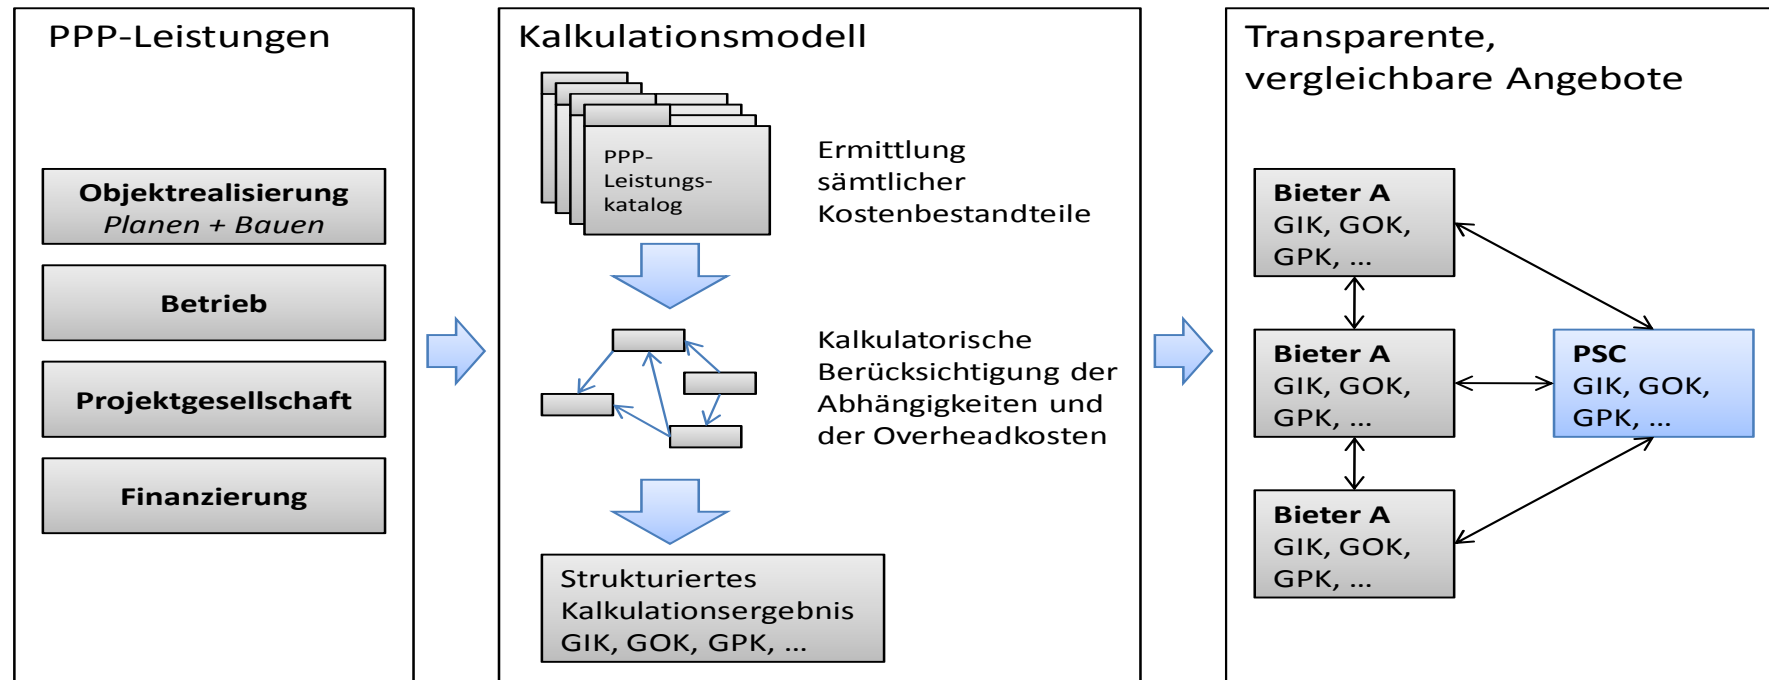 PPP-Leistungen
Objektrealisierung
Planen + Bauen
Betrieb
Projektgesellschaft
Finanzierung
Kalkulationsmodell
PPP-
Leistungs-
katalog
Ermittlung
sämtlicher
Kostenbestandteile
Kalkulatorische
Berücksichtigung der
Abhängigkeiten und
der Overheadkosten
Strukturiertes
Kalkulationsergebnis
GIK, GOK, GPK, ...
Transparente,
vergleichbare Angebote
Bieter A
GIK, GOK,
GPK, ...
Bieter A
GIK, GOK,
GPK, ...
PSC
GIK, GOK,
GPK, ...
Bieter A
GIK, GOK,
GPK, ...